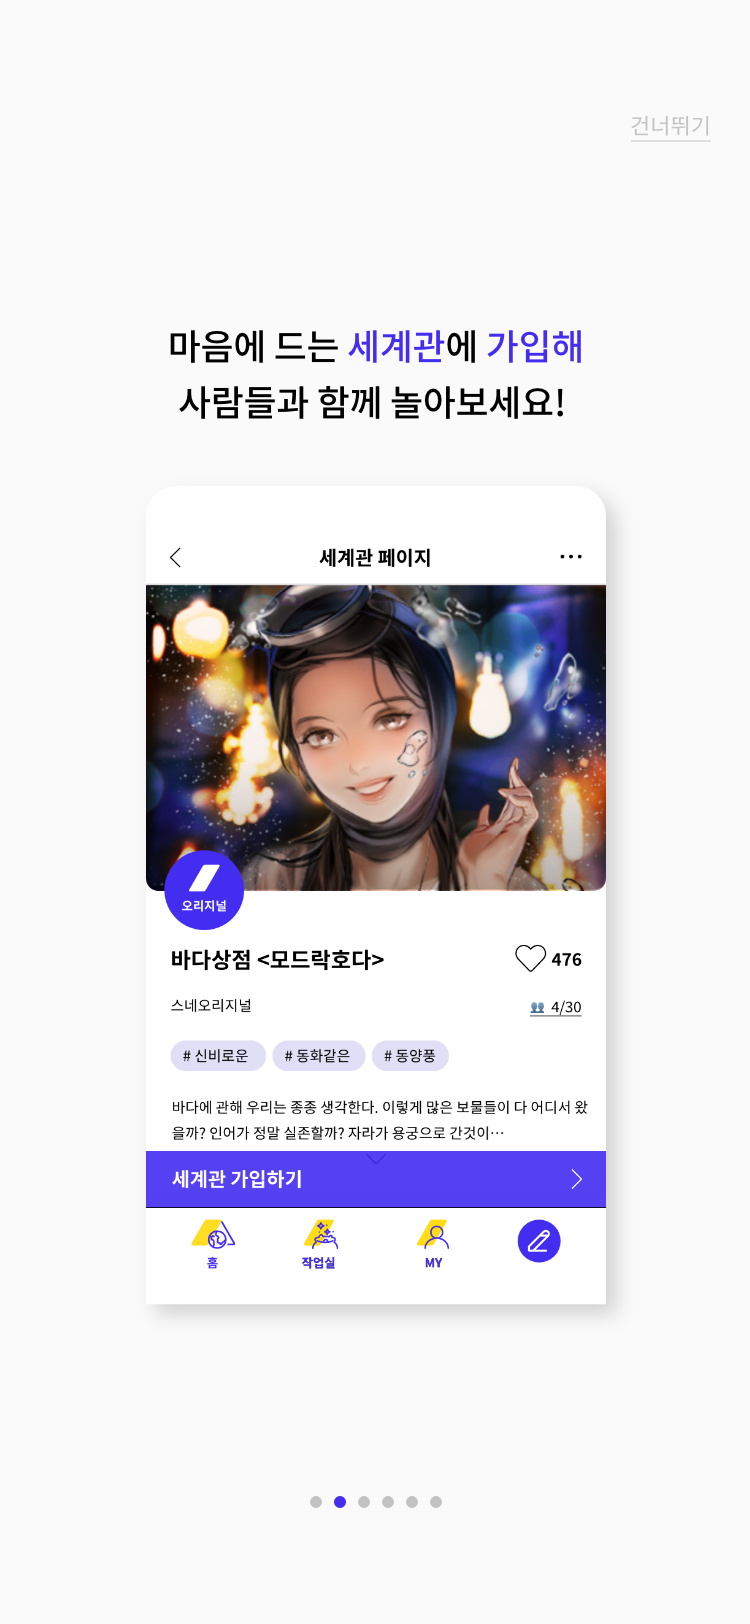 건너뛰기
마음에 드는 세계관에 가입해
사람들과 함께 놀아보세요!
세계관 페이지
오리지널
바다상점 <모드락호다>
476
스네오리지널
4/30
# 신비로운 # 동화같은 # 동양풍
바다에 관해 우리는 종종 생각한다. 이렇게 많은 보물들이 다 어디서 왔
을까? 인어가 정말 실존할까? 자라가 용궁으로 간것이…
세계관 가입하기
홈 작업실 MY